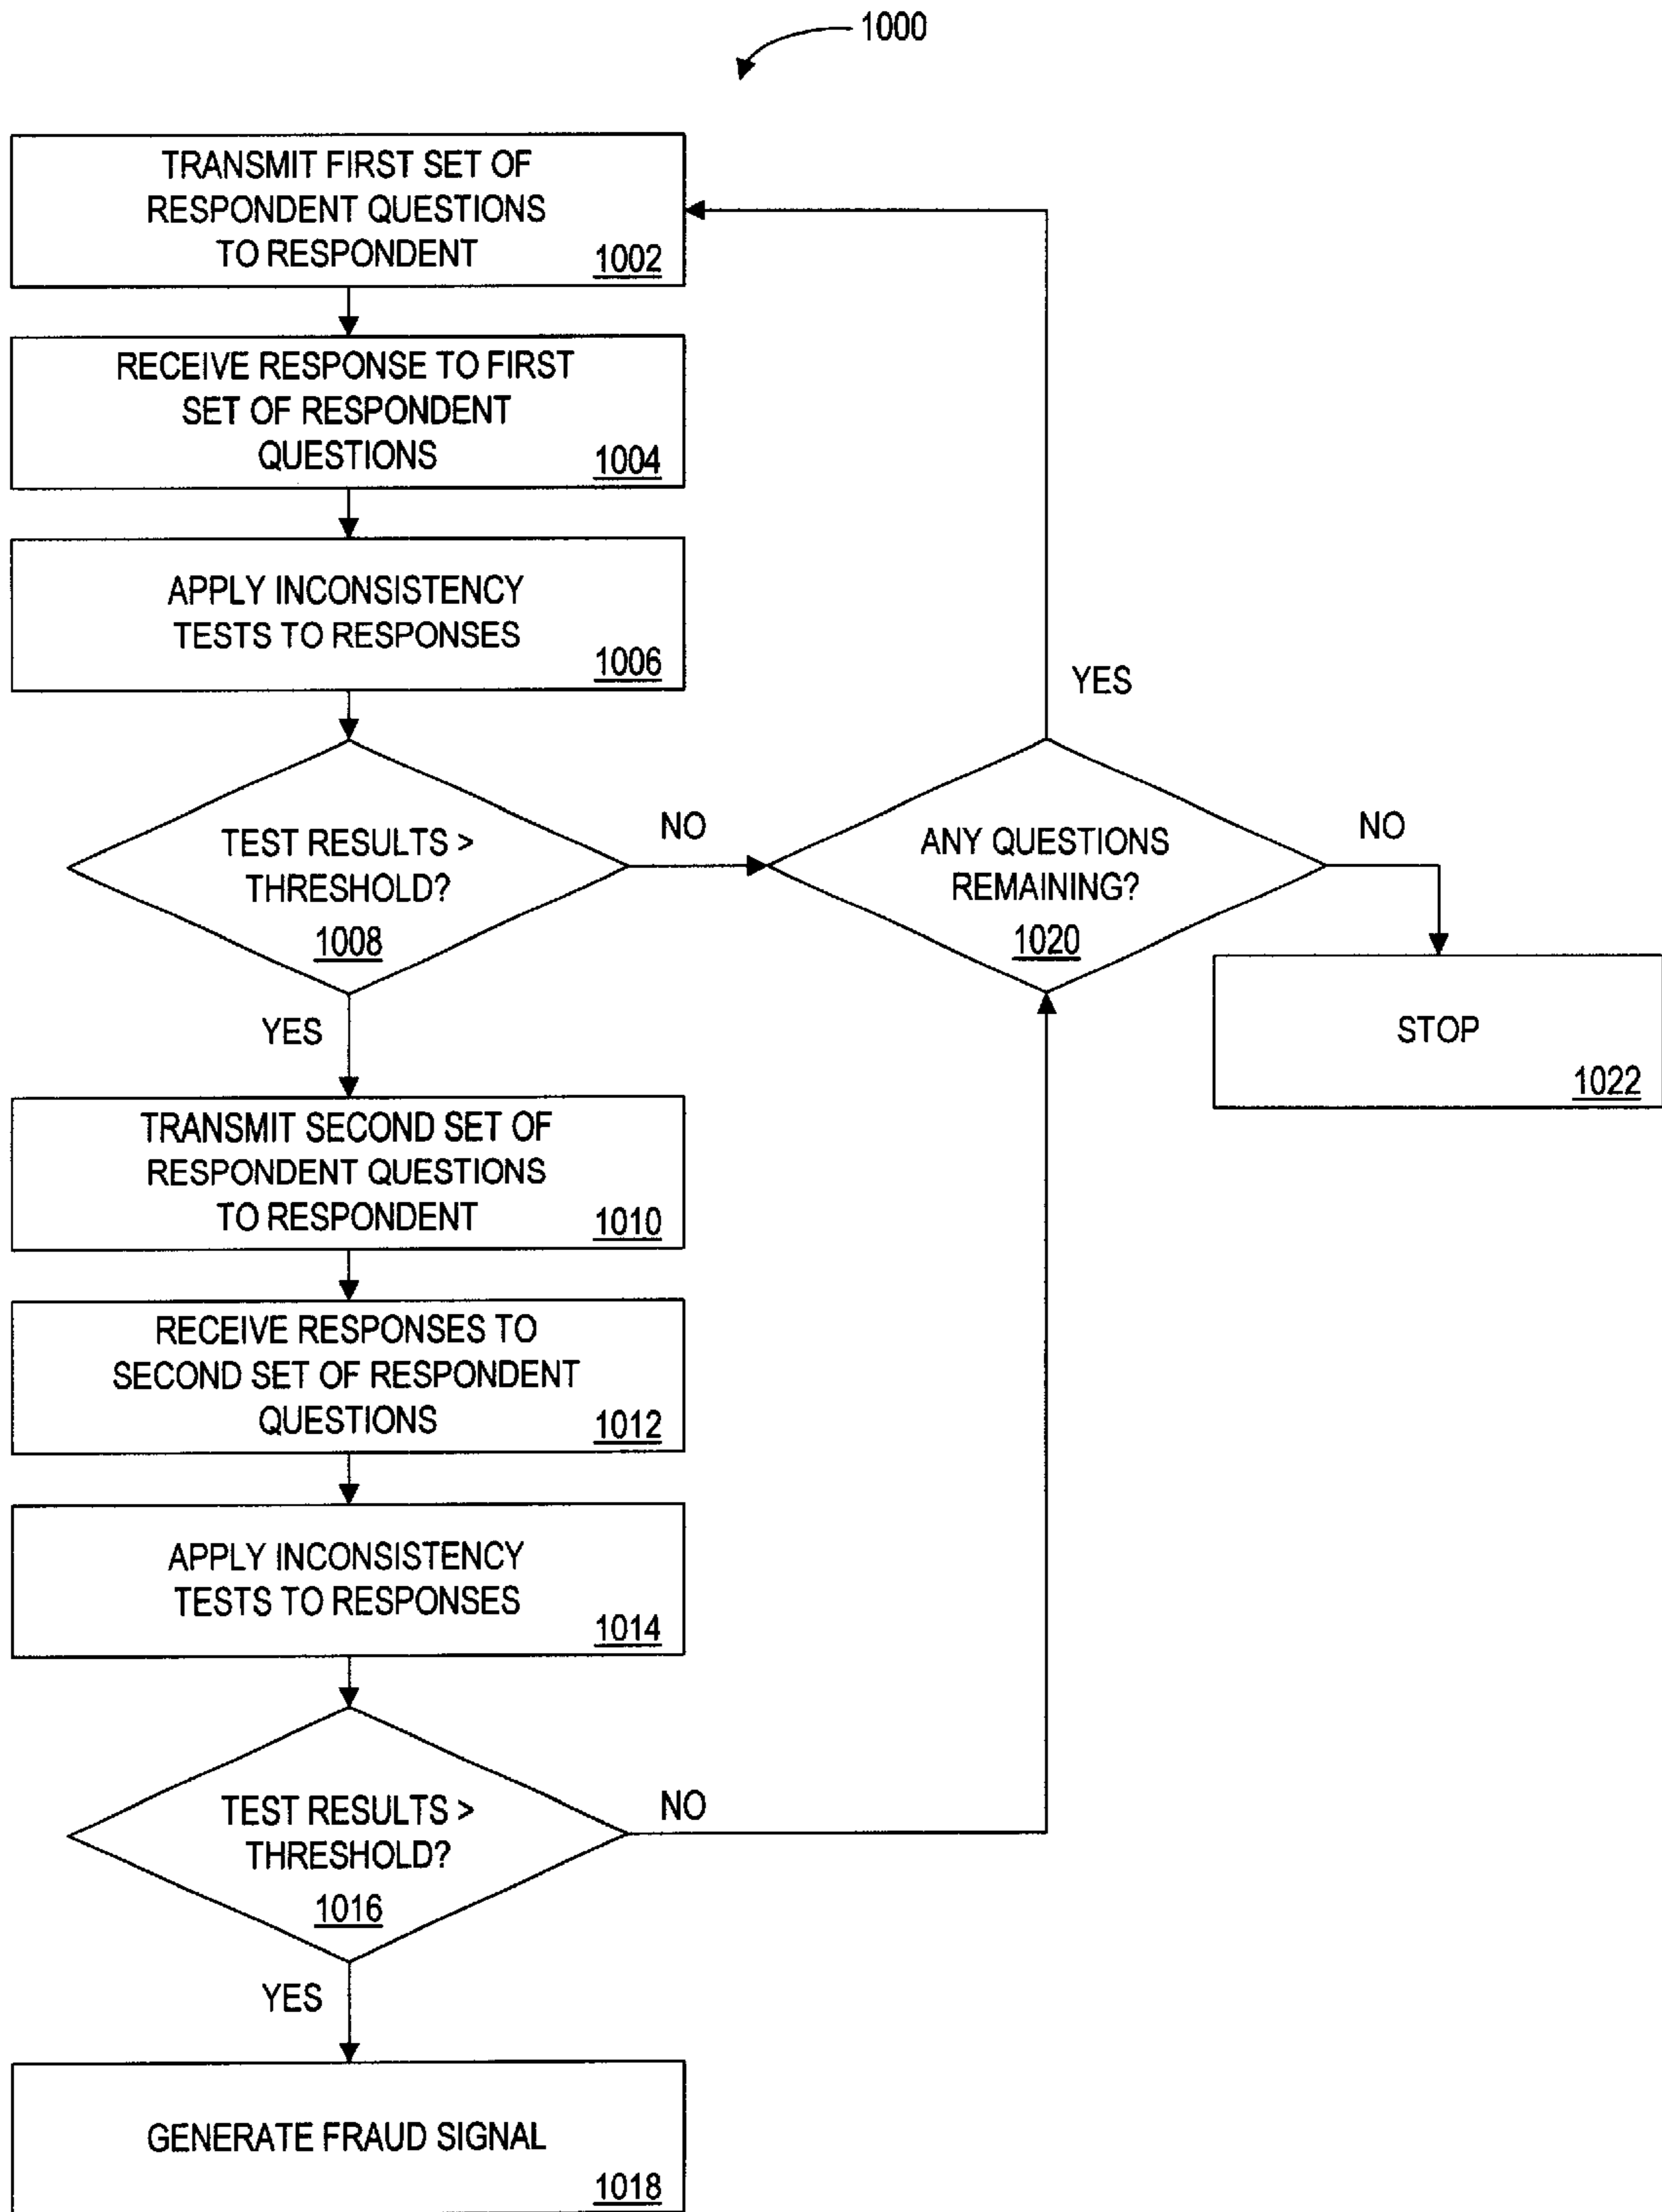 1000
TRANSMIT FIRST SET OF
RESPONDENT QUESTIONS
TO RESPONDENT
1002
RECEIVE RESPONSE TO FIRST
SET OF RESPONDENT
QUESTIONS
1004
APPLY INCONSISTENCY
TESTS TO RESPONSES
1006
YES
TEST RESULTS >
THRESHOLD?
1008
NO
ANY QUESTIONS
REMAINING?
1020
NO
STOP
1022
YES
TRANSMIT SECOND SET OF
RESPONDENT QUESTIONS
TO RESPONDENT
1010
RECEIVE RESPONSES TO
SECOND SET OF RESPONDENT
QUESTIONS
1012
APPLY INCONSISTENCY
TESTS TO RESPONSES
1014
TEST RESULTS >
THRESHOLD?
1016
NO
YES
GENERATE FRAUD SIGNAL
1018